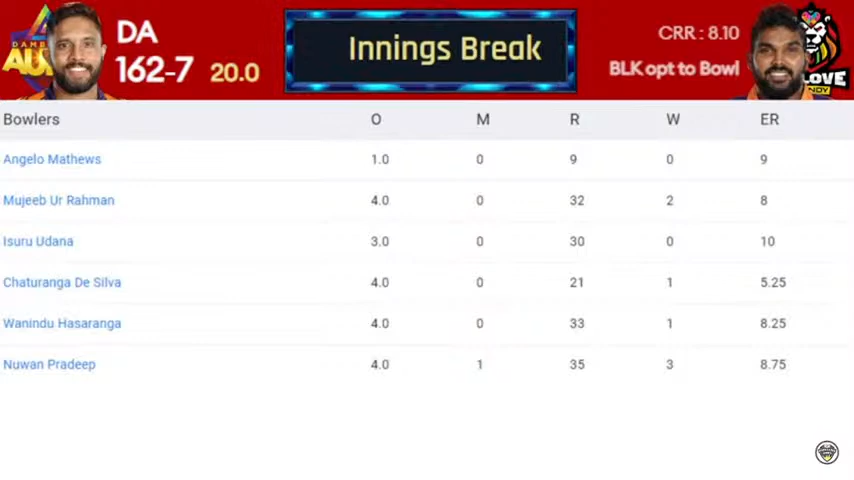 DA
162-7 20.0
Innings Break
CRR : 8.10
BLK opt to Bowl
AU
LOVE
Bowlers O M R W ER
Angelo Mathews 1.0 0 9 0 9
Mujeeb Ur Rahman 4.0 0 32 2 8
Isuru Udana 3.0 0 30 0 10
Chaturanga De Silva 4.0 0 21 1 5.25
Wanindu Hasaranga 4.0 0 33 1 8.25
Nuwan Pradeep 4.0 1 35 3 8.75